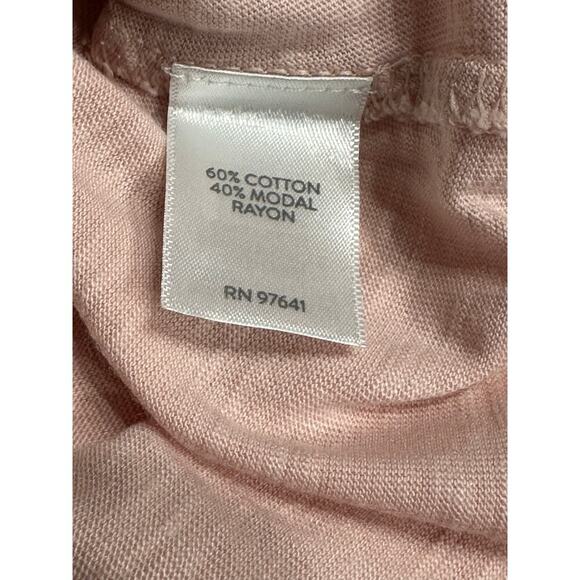 60% COTTON
40% MODAL
RAYON
RN 97641